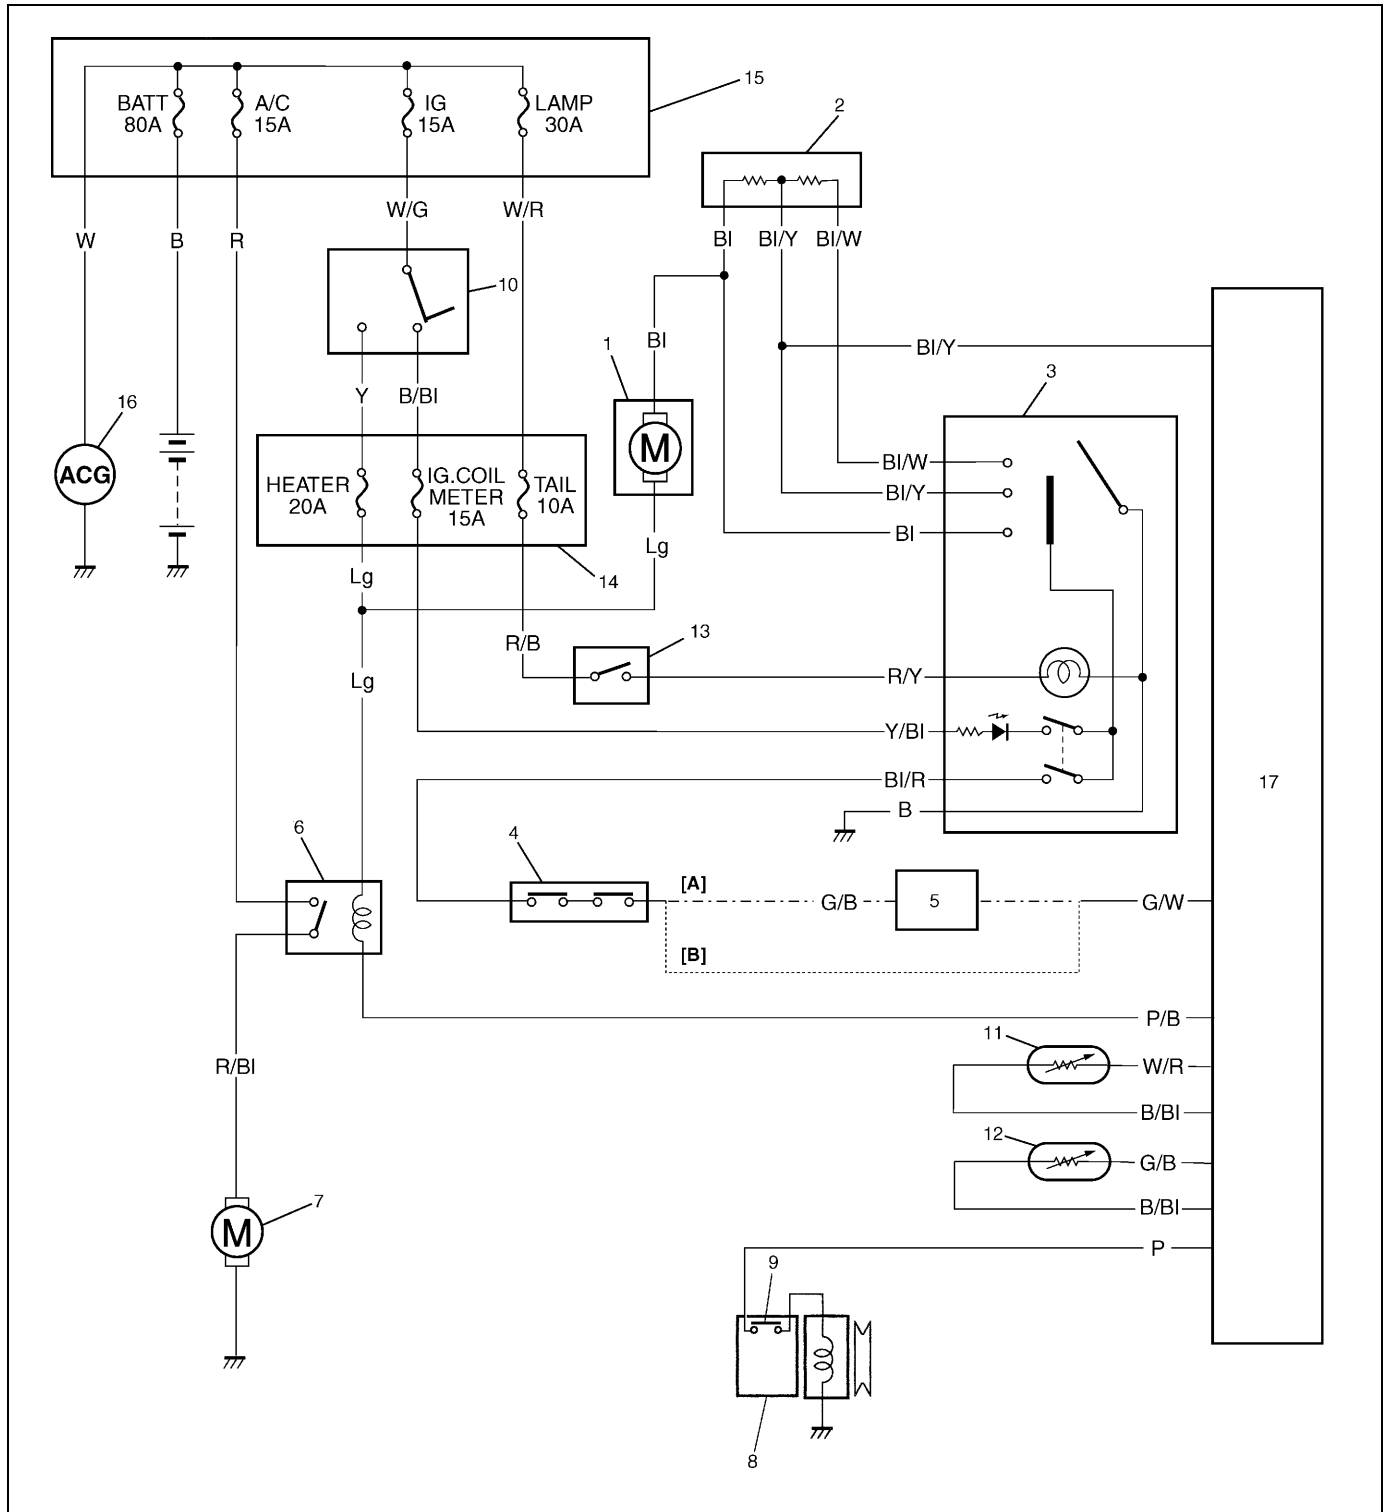 15
BATT
80A
A/C
15A
IG
15A
LAMP
30A
2
W
B
R
W/G
W/R
Bl
Bl/Y
Bl/W
10
Bl
1
Bl/Y
3
Y
B/Bl
16
ACG
M
Bl/W
Bl/Y
Bl
HEATER
20A
IG.COIL
METER
15A
TAIL
10A
14
Lg
Lg
R/B
13
Lg
R/Y
Y/Bl
Bl/R
B
17
6
4
[A]
G/B
5
G/W
[B]
P/B
11
W/R
R/Bl
B/Bl
12
G/B
B/Bl
7
M
P
9
8